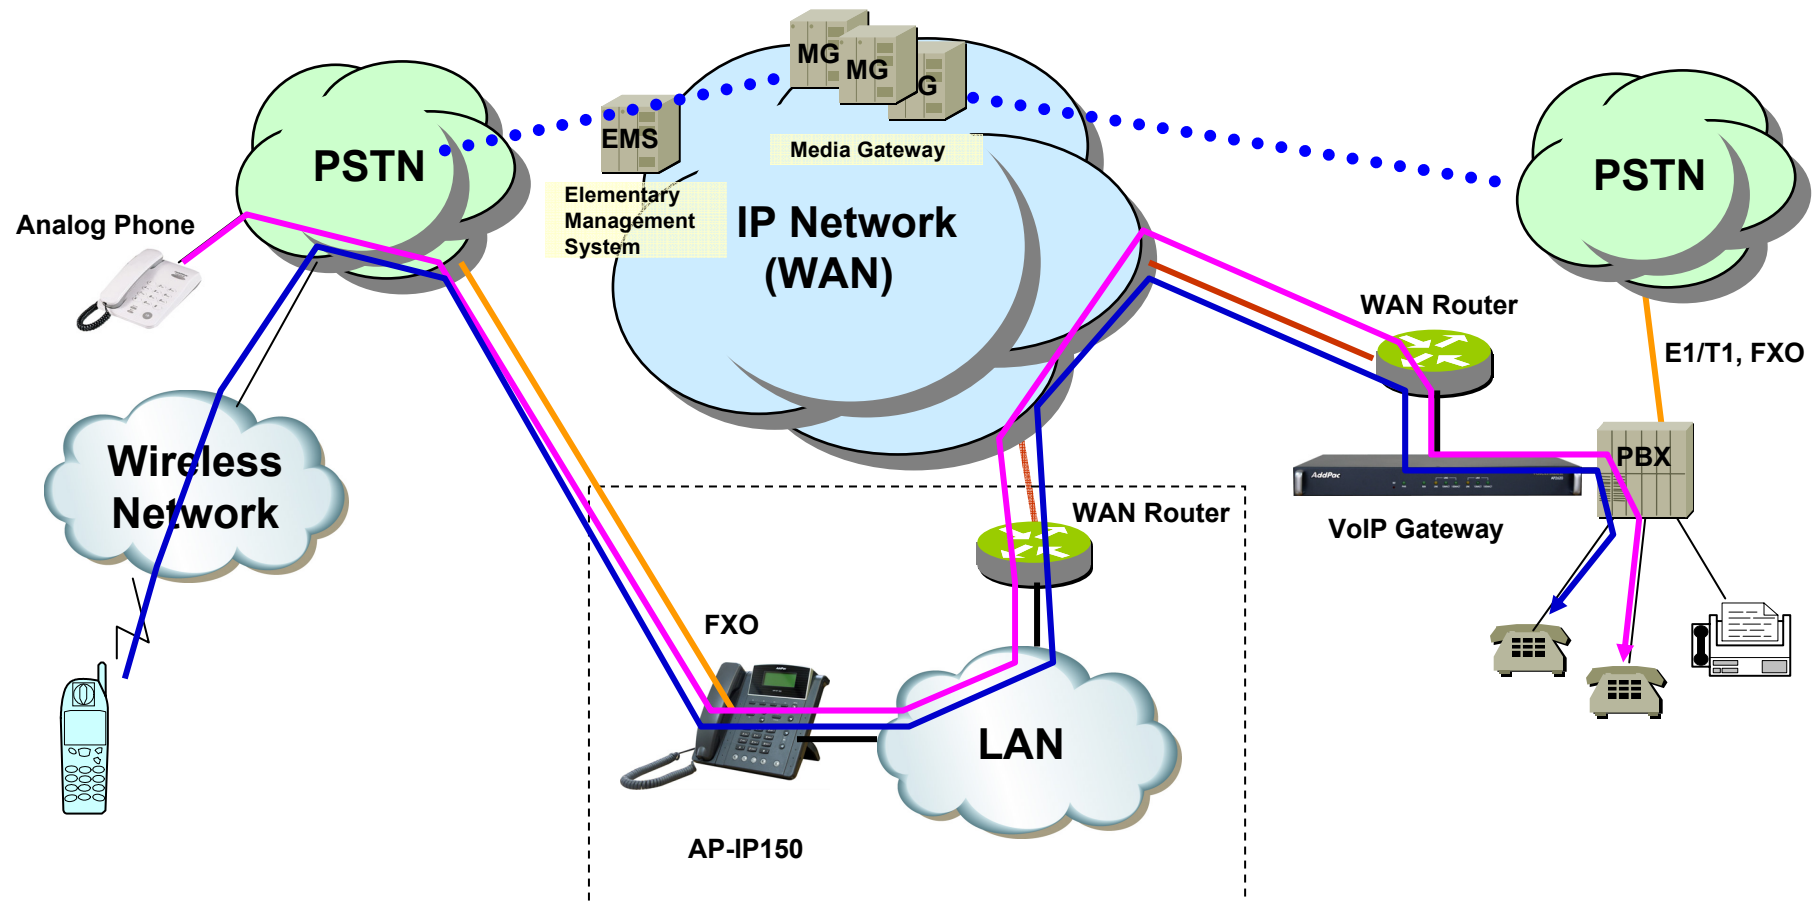 MG
MG
G
EMS
Media Gateway
PSTN
PSTN
Elementary
Management
System
IP Network
(WAN)
Analog Phone
WAN Router
E1/T1, FXO
Wireless
Network
PBX
AddPac
VoIP Gateway
WAN Router
FXO
LAN
AP-IP150